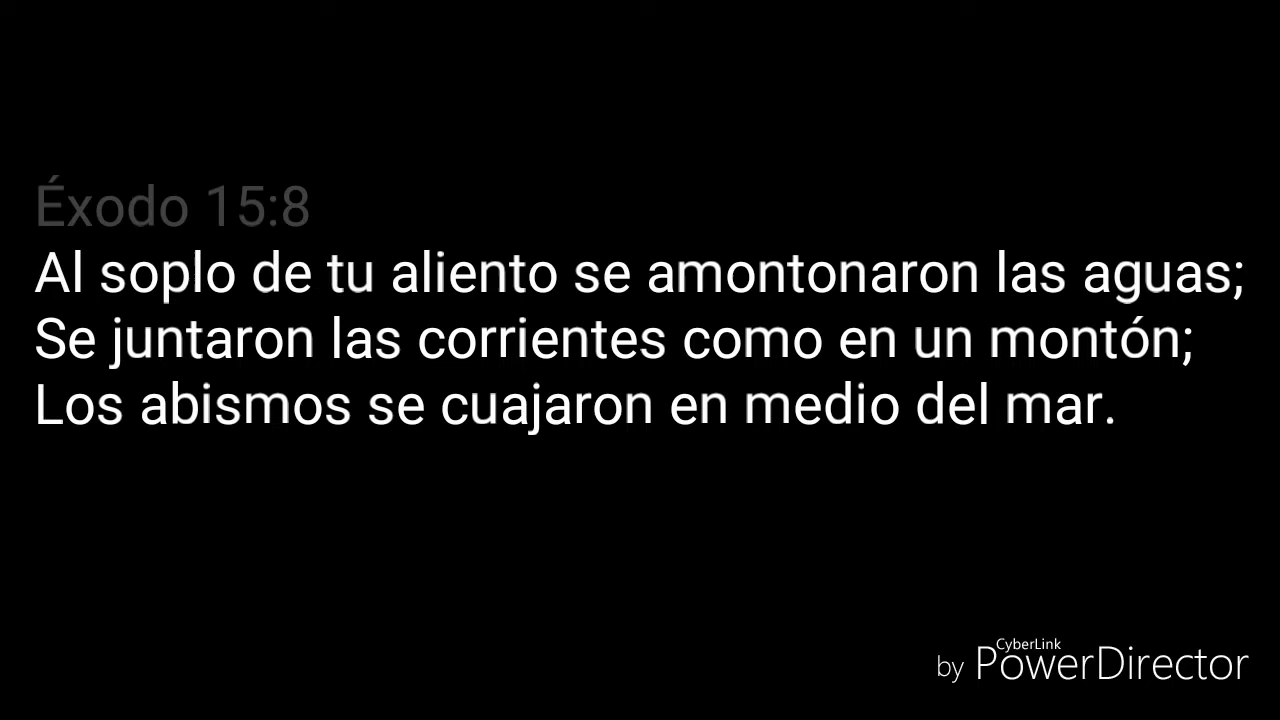 Éxodo 15:8
Al soplo de tu aliento se amontonaron las aguas;
Se juntaron las corrientes como en un montón;
Los abismos se cuajaron en medio del mar.
CyberLink
by PowerDirector